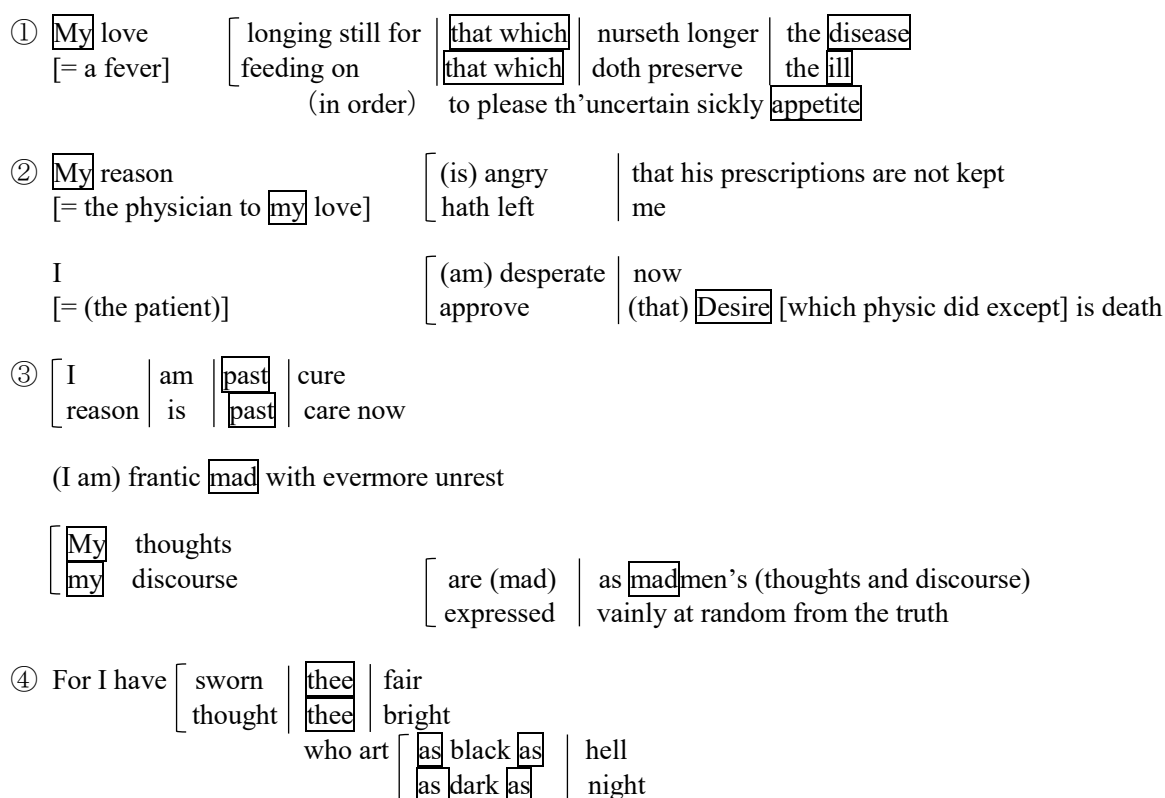 ① My love longing still for that which nurseth longer the disease
[= a fever] feeding on that which doth preserve the ill
（in order） to please th’uncertain sickly appetite
② My reason (is) angry that his prescriptions are not kept
[= the physician to my love] hath left me
I (am) desperate now
[= (the patient)] approve (that) Desire [which physic did except] is death
③ I am past cure
reason is past care now
(I am) frantic mad with evermore unrest
My thoughts
my discourse are (mad) as madmen’s (thoughts and discourse)
expressed vainly at random from the truth
④ For I have sworn thee fair
thought thee bright
who art as black as hell
as dark as night